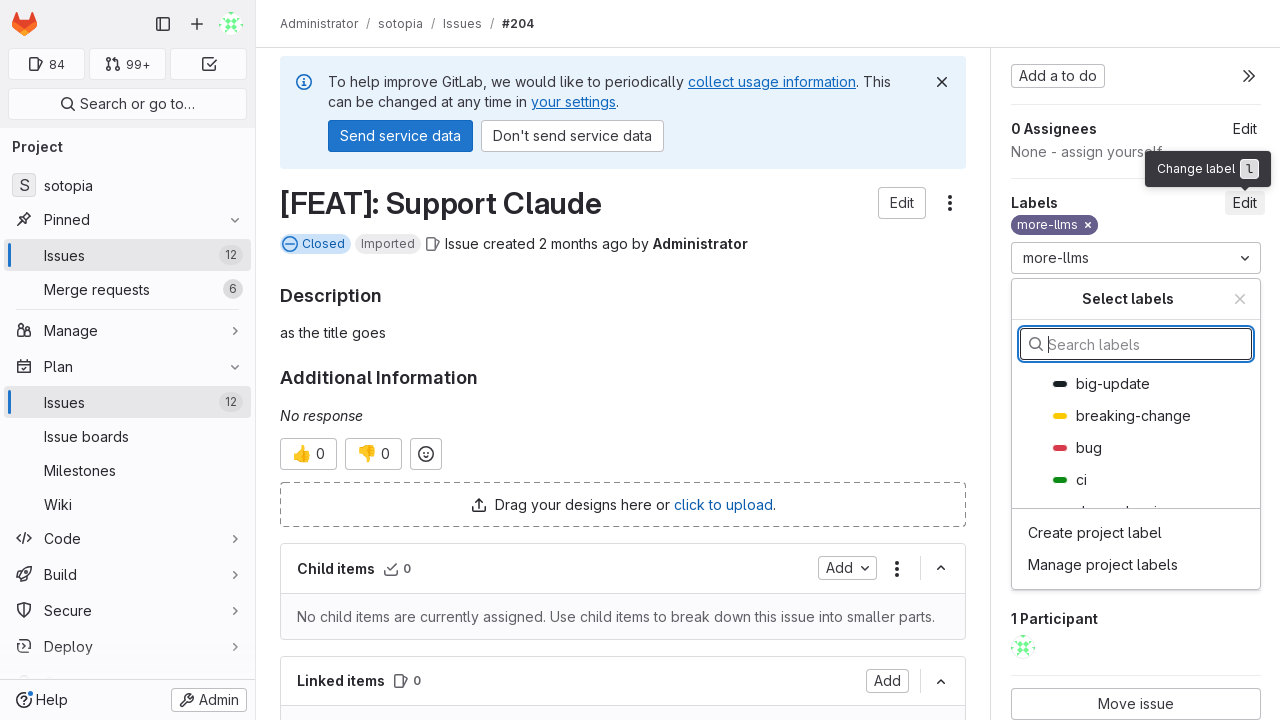 Administrator / sotopia / Issues / #204
84
99+
Search or go to…
Project
S sotopia
Pinned
Issues 12
Merge requests 6
Manage
Plan
Issues 12
Issue boards
Milestones
Wiki
Code
Build
Secure
Deploy
Help
Admin
To help improve GitLab, we would like to periodically collect usage information. This
can be changed at any time in your settings.
Send service data
Don't send service data
[FEAT]: Support Claude
Edit
Closed Imported Issue created 2 months ago by Administrator
Description
as the title goes
Additional Information
No response
👍 0
👎 0
Drag your designs here or click to upload.
Child items 0
Add
No child items are currently assigned. Use child items to break down this issue into smaller parts.
Linked items 0
Add
Add a to do
0 Assignees
Edit
None - assign yourself
Change label l
Labels
Edit
more-llms ×
more-llms
Select labels
Search labels
big-update
breaking-change
bug
ci
Create project label
Manage project labels
1 Participant
Move issue